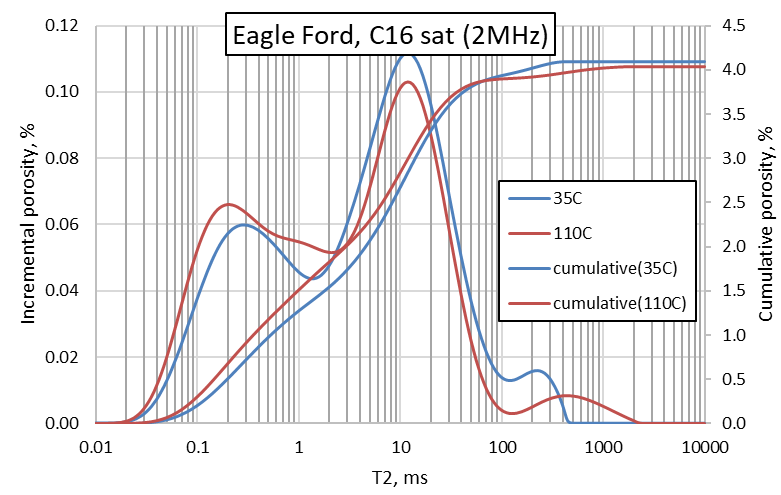 Eagle Ford, C16 sat (2MHz)
Incremental porosity, %
0.12
0.10
0.08
0.06
0.04
0.02
0.00
4.5
4.0
3.5
3.0
2.5
2.0
1.5
1.0
0.5
0.0
Cumulative porosity, %
35C
110C
cumulative(35C)
cumulative(110C)
0.01 0.1 1 10 100 1000 10000
T2, ms